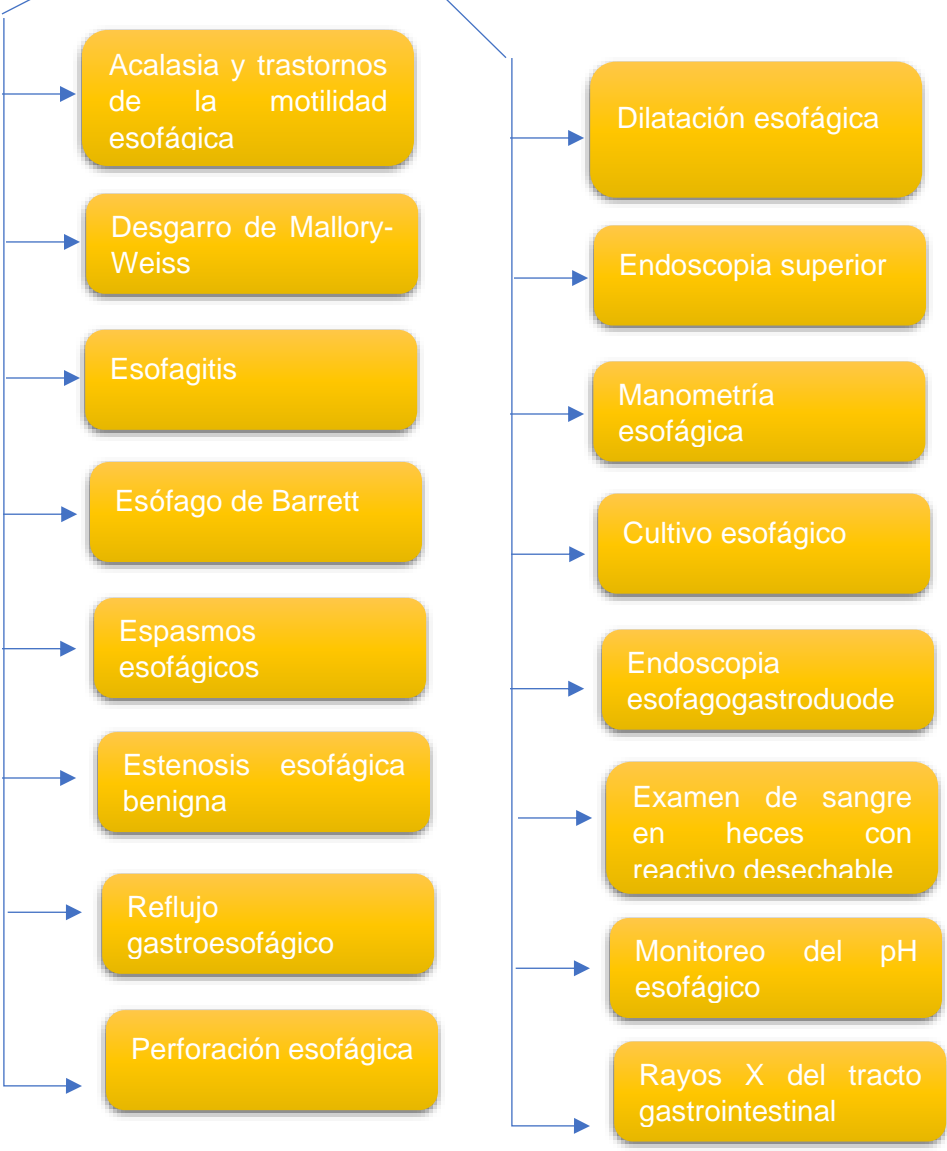 Acalasia y trastornos
de la motilidad
esofágica
Desgarro de Mallory-
Weiss
Esofagitis
Esófago de Barrett
Espasmos
esofágicos
Estenosis esofágica
benigna
Reflujo
gastroesofágico
Perforación esofágica
Dilatación esofágica
Endoscopia superior
Manometría
esofágica
Cultivo esofágico
Endoscopia
esofagogastroduode
Examen de sangre
en heces con
reactivo desechable
Monitoreo del pH
esofágico
Rayos X del tracto
gastrointestinal